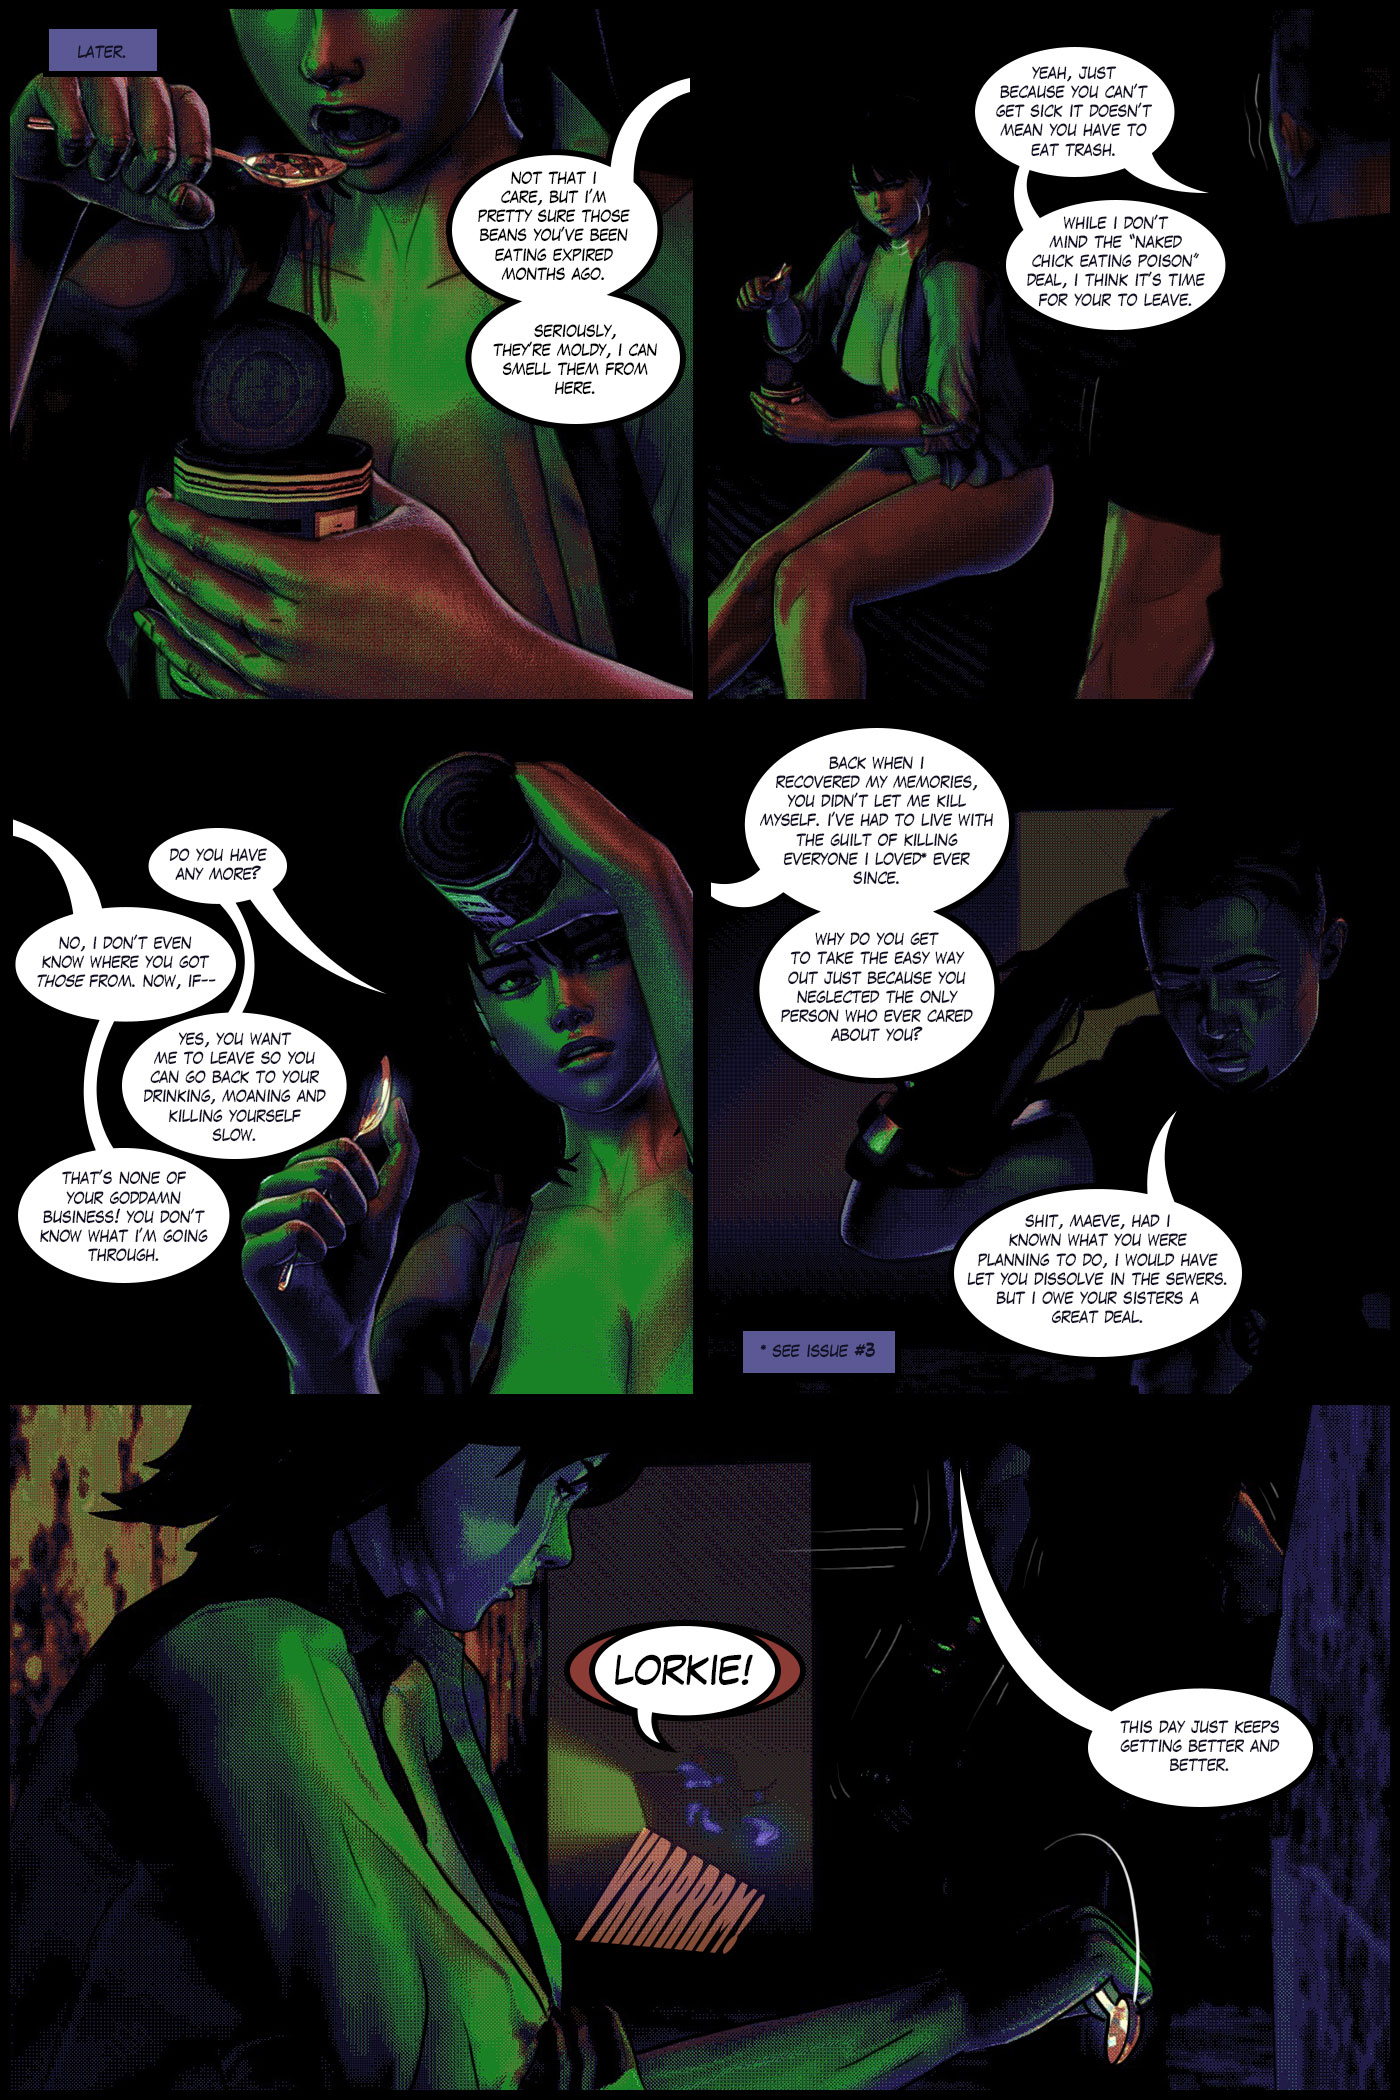 LATER.
NOT THAT I
CARE, BUT I'M
PRETTY SURE THOSE
BEANS YOU'VE BEEN
EATING EXPIRED
MONTHS AGO.
SERIOUSLY,
THEY'RE MOLDY, I CAN
SMELL THEM FROM
HERE.
YEAH, JUST
BECAUSE YOU CAN'T
GET SICK IT DOESN'T
MEAN YOU HAVE TO
EAT TRASH.
WHILE I DON'T
MIND THE "NAKED
CHICK EATING POISON"
DEAL, I THINK IT'S TIME
FOR YOUR TO LEAVE.
DO YOU HAVE
ANY MORE?
NO, I DON'T EVEN
KNOW WHERE YOU GOT
THOSE FROM. NOW, IF--
YES, YOU WANT
ME TO LEAVE SO YOU
CAN GO BACK TO YOUR
DRINKING, MOANING AND
KILLING YOURSELF
SLOW.
THAT'S NONE OF
YOUR GODDAMN
BUSINESS! YOU DON'T
KNOW WHAT I'M GOING
THROUGH.
BACK WHEN I
RECOVERED MY MEMORIES,
YOU DIDN'T LET ME KILL
MYSELF. I'VE HAD TO LIVE WITH
THE GUILT OF KILLING
EVERYONE I LOVED* EVER
SINCE.
WHY DO YOU GET
TO TAKE THE EASY WAY
OUT JUST BECAUSE YOU
NEGLECTED THE ONLY
PERSON WHO EVER CARED
ABOUT YOU?
SHIT, MAEVE, HAD I
KNOWN WHAT YOU WERE
PLANNING TO DO, I WOULD HAVE
LET YOU DISSOLVE IN THE SEWERS.
BUT I OWE YOUR SISTERS A
GREAT DEAL.
* SEE ISSUE #3
LORKIE!
THIS DAY JUST KEEPS
GETTING BETTER AND
BETTER.